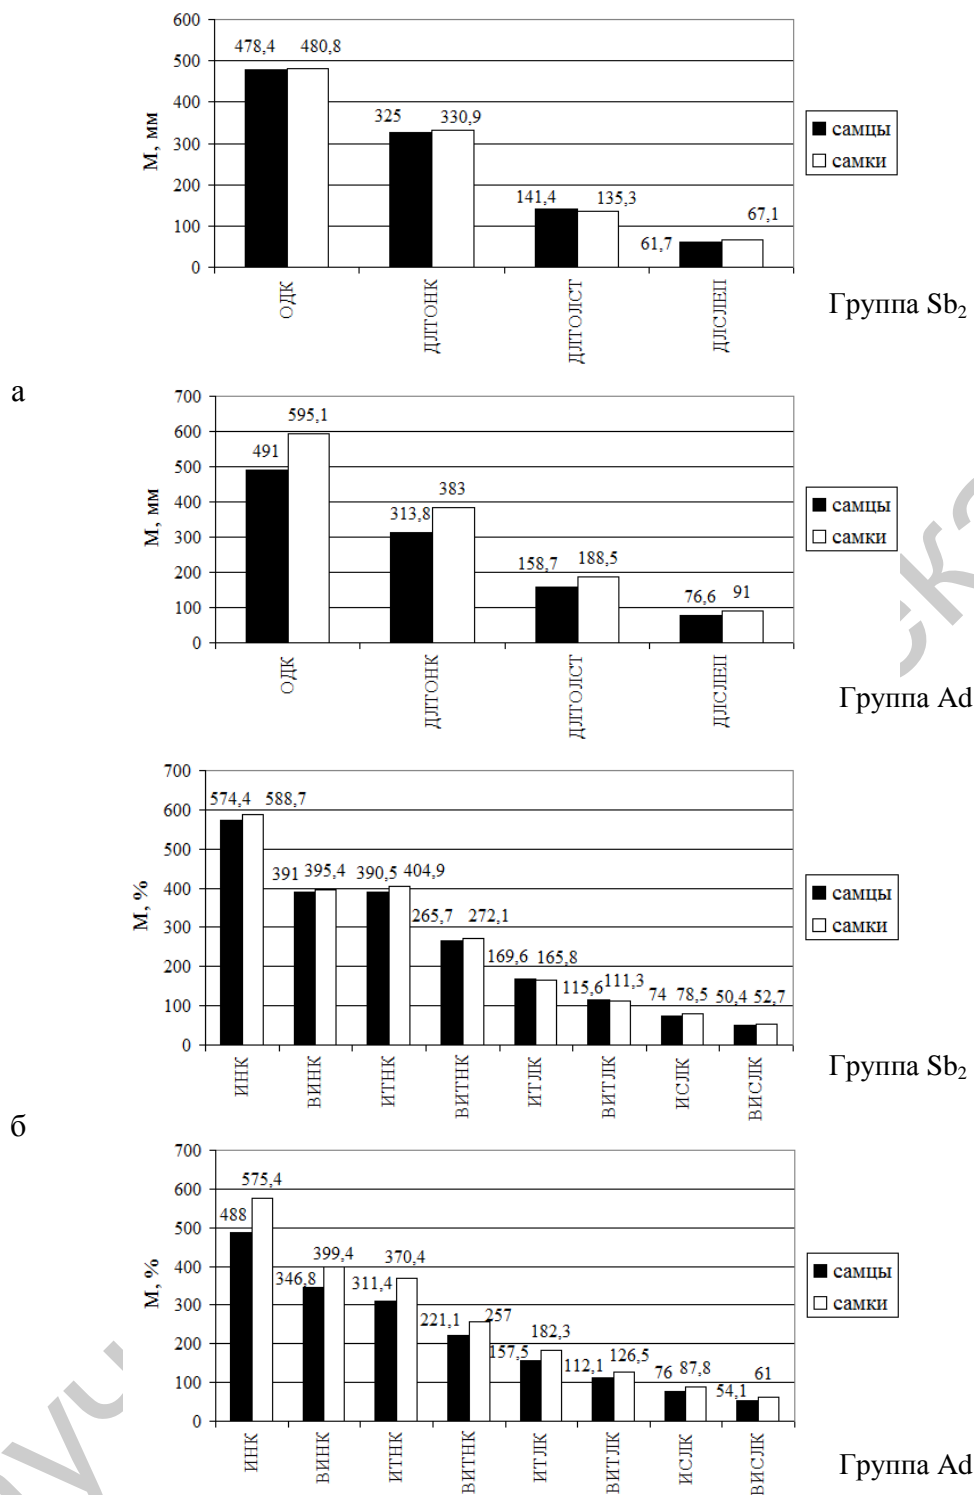 600
500
400
300
200
100
0
М, мм
478,4 480,8
325 330,9
141,4 135,3
61,7 67,1
ОДК ДЛТОНК ДЛТОЛСТ ДЛСЛЕП
самцы
самки
Группа Sb₂
а
700
600
500
400
300
200
100
0
М, мм
491 595,1
313,8 383
158,7 188,5
76,6 91
ОДК ДЛТОНК ДЛТОЛСТ ДЛСЛЕП
самцы
самки
Группа Ad
700
600
500
400
300
200
100
0
М, %
574,4 588,7
391 395,4
390,5 404,9
265,7 272,1
169,6 165,8
115,6 111,3
74 78,5
50,4 52,7
ИНК ВИНК ИТНК ВИТНК ИТЛК ВИТЛК ИСЛК ВИСЛК
самцы
самки
Группа Sb₂
б
700
600
500
400
300
200
100
0
М, %
488 575,4
346,8 399,4
311,4 370,4
221,1 257
157,5 182,3
112,1 126,5
76 87,8
54,1 61
ИНК ВИНК ИТНК ВИТНК ИТЛК ВИТЛК ИСЛК ВИСЛК
самцы
самки
Группа Ad